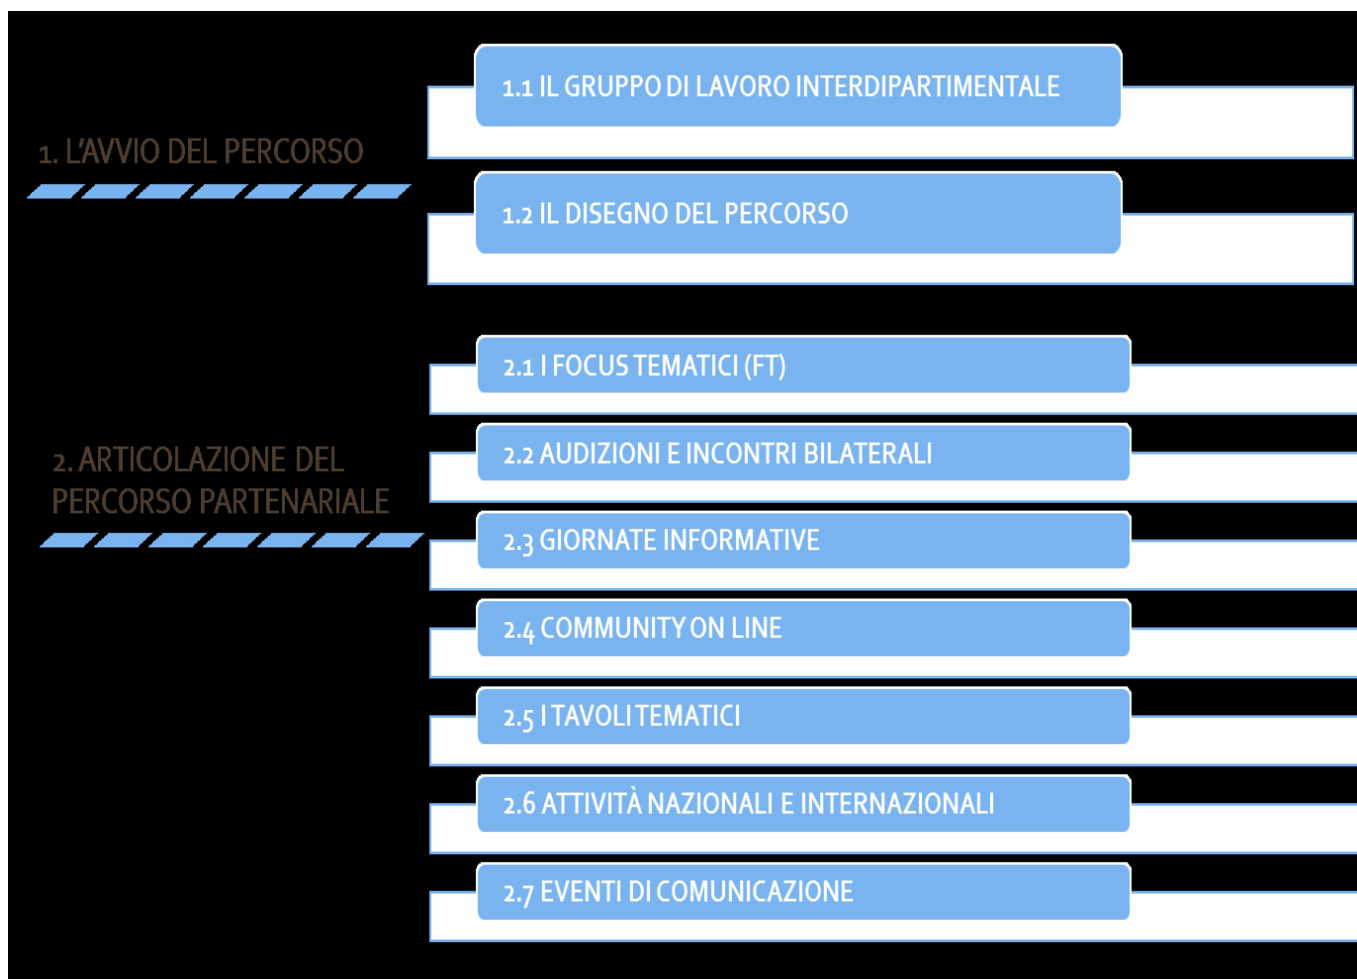 1. L'AVVIO DEL PERCORSO
1.1 IL GRUPPO DI LAVORO INTERDIPARTIMENTALE
1.2 IL DISEGNO DEL PERCORSO
2. ARTICOLAZIONE DEL
PERCORSO PARTENARIALE
2.1 I FOCUS TEMATICI (FT)
2.2 AUDIZIONI E INCONTRI BILATERALI
2.3 GIORNATE INFORMATIVE
2.4 COMMUNITY ON LINE
2.5 I TAVOLI TEMATICI
2.6 ATTIVITÀ NAZIONALI E INTERNAZIONALI
2.7 EVENTI DI COMUNICAZIONE